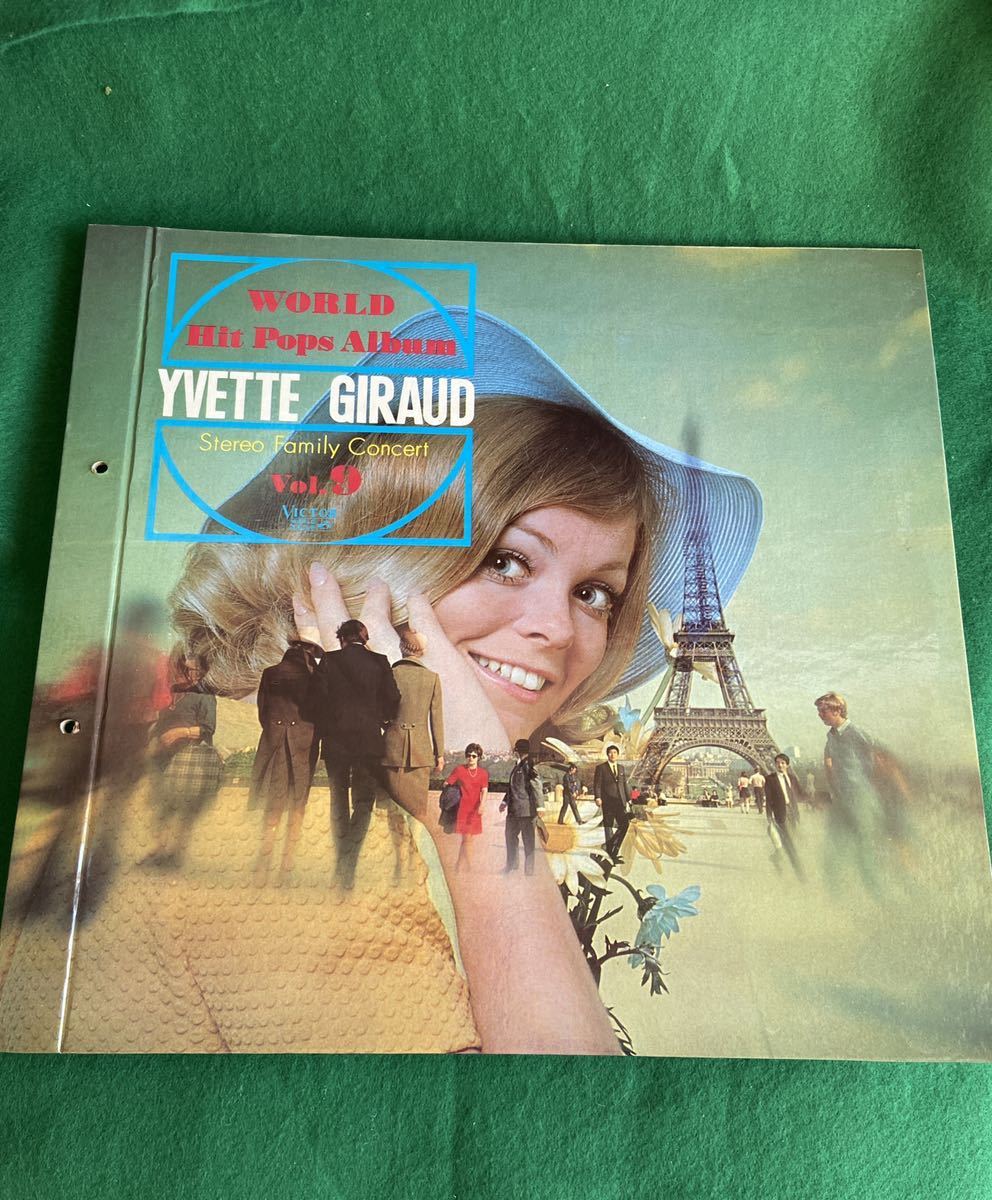 WORLD
Hit Pops Album
YVETTE GIRAUD
Stereo Family Concert
Vol.9
VICTOR